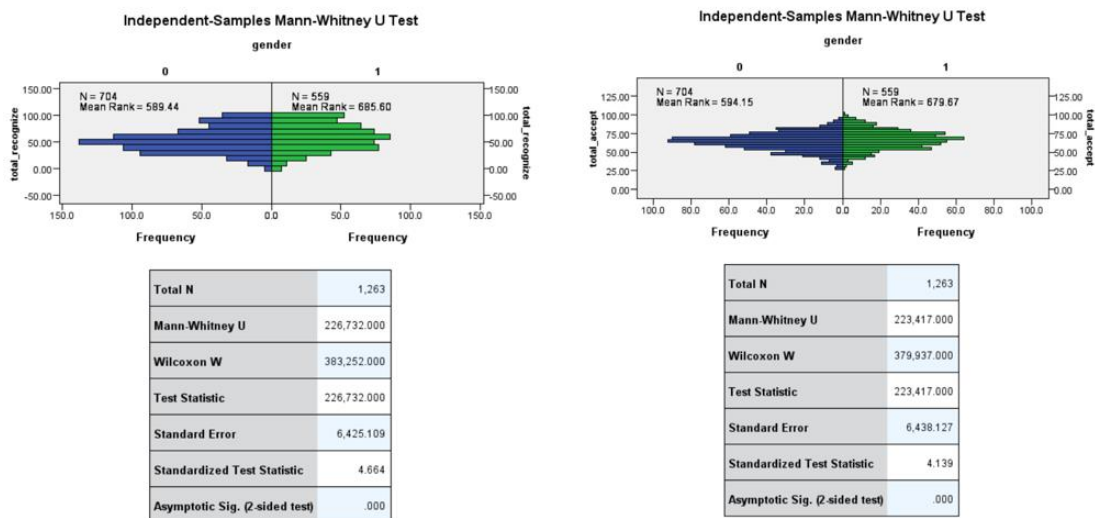 Independent-Samples Mann-Whitney U Test
gender
0 1
N = 704
Mean Rank = 589.44
N = 559
Mean Rank = 685.60
total_recognize
150.00
100.00
50.00
0.00
-50.00
150.00
100.00
50.00
0.00
-50.00
total_recognize
150.0 100.0 50.0 0.0 50.0 100.0 150.0
Frequency Frequency
Total N 1,263
Mann-Whitney U 226,732.000
Wilcoxon W 383,252.000
Test Statistic 226,732.000
Standard Error 6,425.109
Standardized Test Statistic 4.664
Asymptotic Sig. (2-sided test) .000
Independent-Samples Mann-Whitney U Test
gender
0 1
N = 704
Mean Rank = 594.15
N = 559
Mean Rank = 679.67
total_accept
125.00
100.00
75.00
50.00
25.00
0.00
125.00
100.00
75.00
50.00
25.00
0.00
total_accept
100.0 80.0 60.0 40.0 20.0 0.0 20.0 40.0 60.0 80.0 100.0
Frequency Frequency
Total N 1,263
Mann-Whitney U 223,417.000
Wilcoxon W 379,937.000
Test Statistic 223,417.000
Standard Error 6,438.127
Standardized Test Statistic 4.139
Asymptotic Sig. (2-sided test) .000